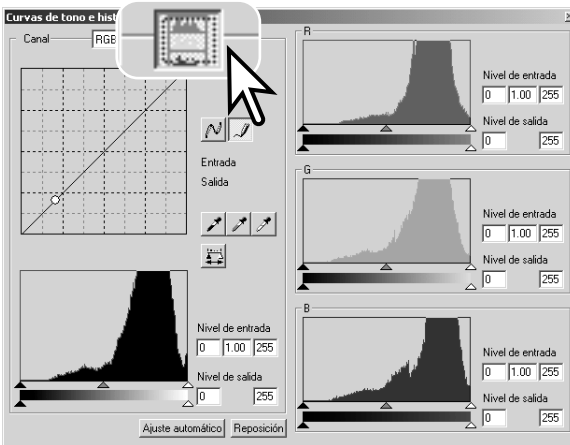 Curvas de tono e hist
Canal
RGB
Entrada
Salida
Nivel de entrada
0 1.00 255
Nivel de salida
0 255
Ajuste automático Reposición
R
Nivel de entrada
0 1.00 255
Nivel de salida
0 255
G
Nivel de entrada
0 1.00 255
Nivel de salida
0 255
B
Nivel de entrada
0 1.00 255
Nivel de salida
0 255